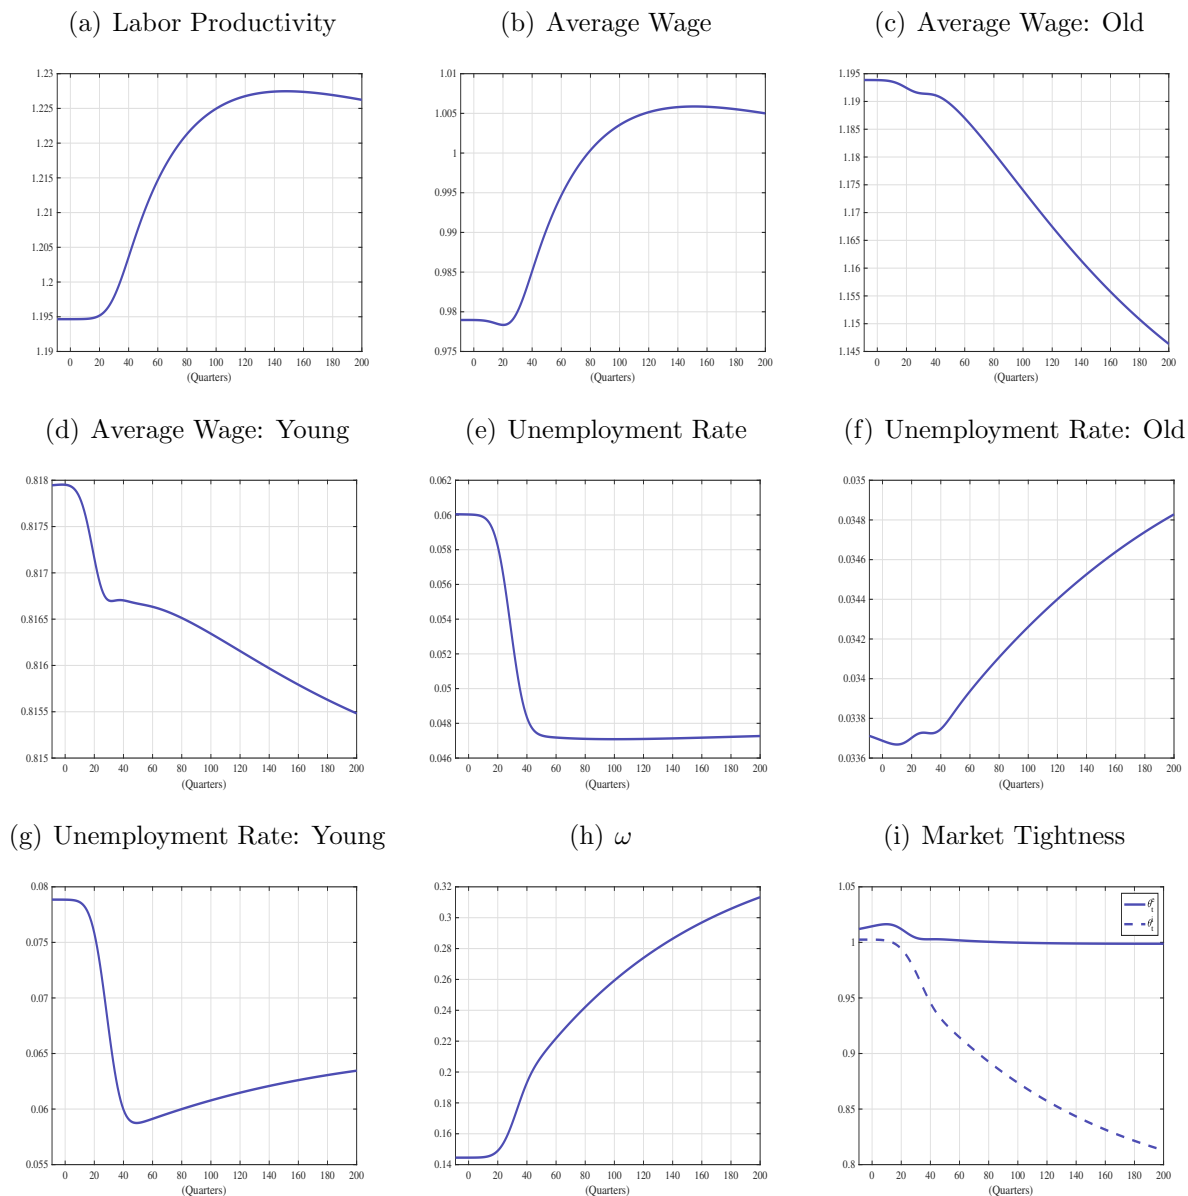 (a) Labor Productivity
(b) Average Wage
(c) Average Wage: Old
1.23
1.225
1.22
1.215
1.21
1.205
1.2
1.195
1.19
0 20 40 60 80 100 120 140 160 180 200
(Quarters)
1.01
1.005
1
0.995
0.99
0.985
0.98
0.975
0 20 40 60 80 100 120 140 160 180 200
(Quarters)
1.195
1.19
1.185
1.18
1.175
1.17
1.165
1.16
1.155
1.15
1.145
0 20 40 60 80 100 120 140 160 180 200
(Quarters)
(d) Average Wage: Young
(e) Unemployment Rate
(f) Unemployment Rate: Old
0.818
0.8175
0.817
0.8165
0.816
0.8155
0.815
0 20 40 60 80 100 120 140 160 180 200
(Quarters)
0.062
0.06
0.058
0.056
0.054
0.052
0.05
0.048
0.046
0 20 40 60 80 100 120 140 160 180 200
(Quarters)
0.035
0.0348
0.0346
0.0344
0.0342
0.034
0.0338
0.0336
0 20 40 60 80 100 120 140 160 180 200
(Quarters)
(g) Unemployment Rate: Young
(h) ω
(i) Market Tightness
0.08
0.075
0.07
0.065
0.06
0.055
0 20 40 60 80 100 120 140 160 180 200
(Quarters)
0.32
0.3
0.28
0.26
0.24
0.22
0.2
0.18
0.16
0.14
0 20 40 60 80 100 120 140 160 180 200
(Quarters)
1.05
1
0.95
0.9
0.85
0.8
0 20 40 60 80 100 120 140 160 180 200
(Quarters)